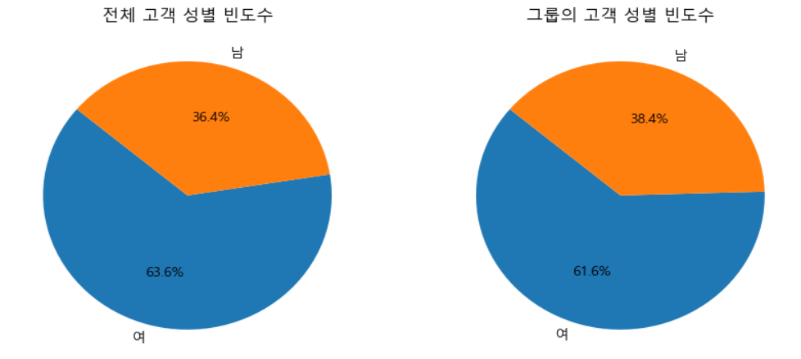 전체 고객 성별 빈도수
남
36.4%
63.6%
여
그룹의 고객 성별 빈도수
남
38.4%
61.6%
여